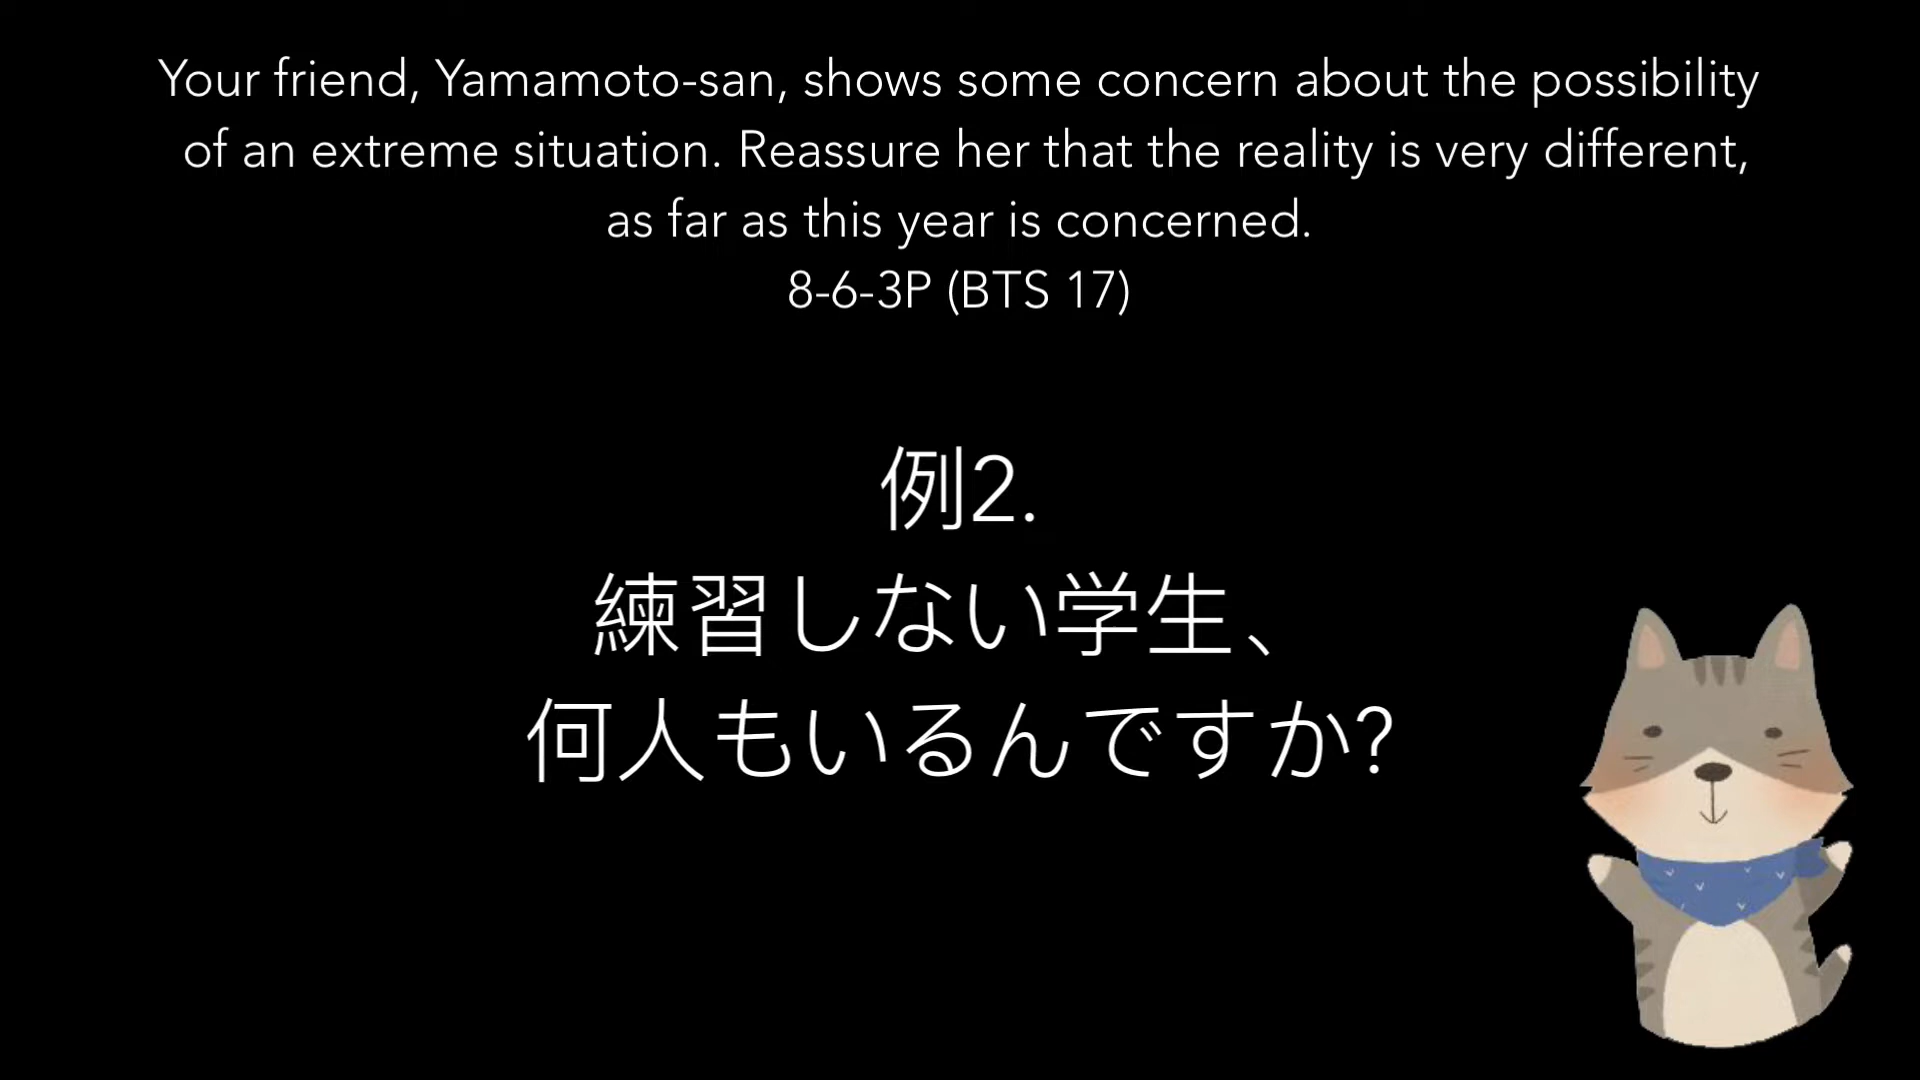 Your friend, Yamamoto-san, shows some concern about the possibility
of an extreme situation. Reassure her that the reality is very different,
as far as this year is concerned.
8-6-3P (BTS 17)
例2.
練習しない学生、
何人もいるんですか?